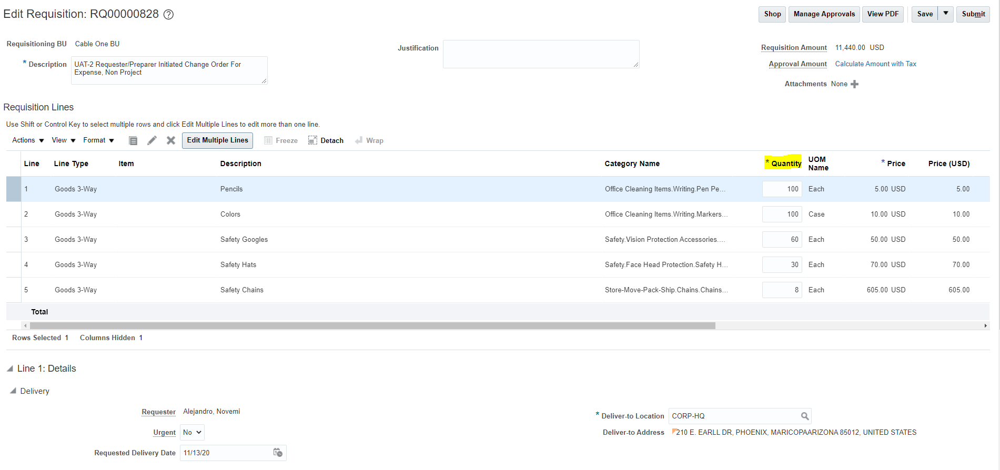 Edit Requisition: RQ00000828 ?
Shop
Manage Approvals
View PDF
Save
Submit
Requisitioning BU Cable One BU
* Description UAT-2 Requester/Preparer Initiated Change Order For
Expense, Non Project
Justification
Requisition Amount 11,440.00 USD
Approval Amount Calculate Amount with Tax
Attachments None
Requisition Lines
Use Shift or Control Key to select multiple rows and click Edit Multiple Lines to edit more than one line.
Actions View Format Edit Multiple Lines Freeze Detach Wrap
Line Line Type Item Description Category Name * Quantity UOM Name * Price Price (USD)
1 Goods 3-Way Pencils Office Cleaning Items.Writing.Pen Pe... 100 Each 5.00 USD 5.00
2 Goods 3-Way Colors Office Cleaning Items.Writing.Markers... 100 Case 10.00 USD 10.00
3 Goods 3-Way Safety Googles Safety.Vision Protection Accessories.... 60 Each 50.00 USD 50.00
4 Goods 3-Way Safety Hats Safety.Face Head Protection.Safety H... 30 Each 70.00 USD 70.00
5 Goods 3-Way Safety Chains Store-Move-Pack-Ship.Chains.Chains... 8 Each 605.00 USD 605.00
Total
Rows Selected 1 Columns Hidden 1
Line 1: Details
Delivery
Requester Alejandro, Novemi
Urgent No
Requested Delivery Date 11/13/20
* Deliver-to Location CORP-HQ
Deliver-to Address 210 E. EARLL DR, PHOENIX, MARICOPAARIZONA 85012, UNITED STATES